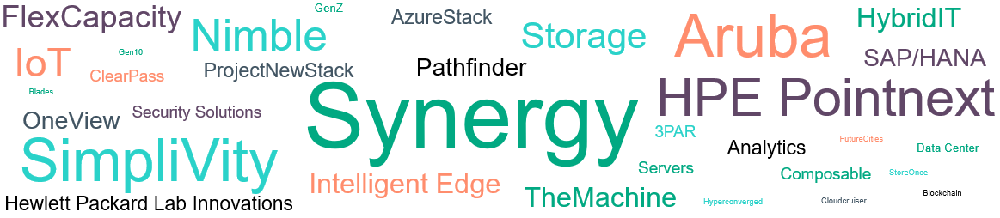 FlexCapacity
GenZ
AzureStack
HybridIT
Nimble
Storage
Aruba
IoT
Gen10
ClearPass
ProjectNewStack
Pathfinder
SAP/HANA
Blades
Synergy
HPE Pointnext
OneView
Security Solutions
3PAR
Analytics
FutureCities
Data Center
SimpliVity
Servers
Composable
StoreOnce
Intelligent Edge
TheMachine
Blockchain
Hewlett Packard Lab Innovations
Hyperconverged
Cloudcruiser